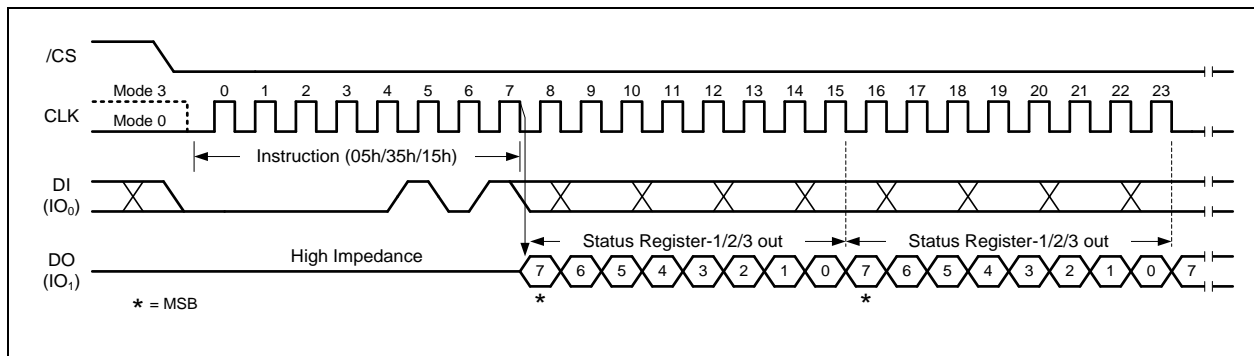 /CS
Mode 3 0 1 2 3 4 5 6 7 8 9 10 11 12 13 14 15 16 17 18 19 20 21 22 23
CLK
Mode 0
Instruction (05h/35h/15h)
DI
(IO₀)
Status Register-1/2/3 out Status Register-1/2/3 out
High Impedance
DO
(IO₁)
7 6 5 4 3 2 1 0 7 6 5 4 3 2 1 0 7
* *
* = MSB